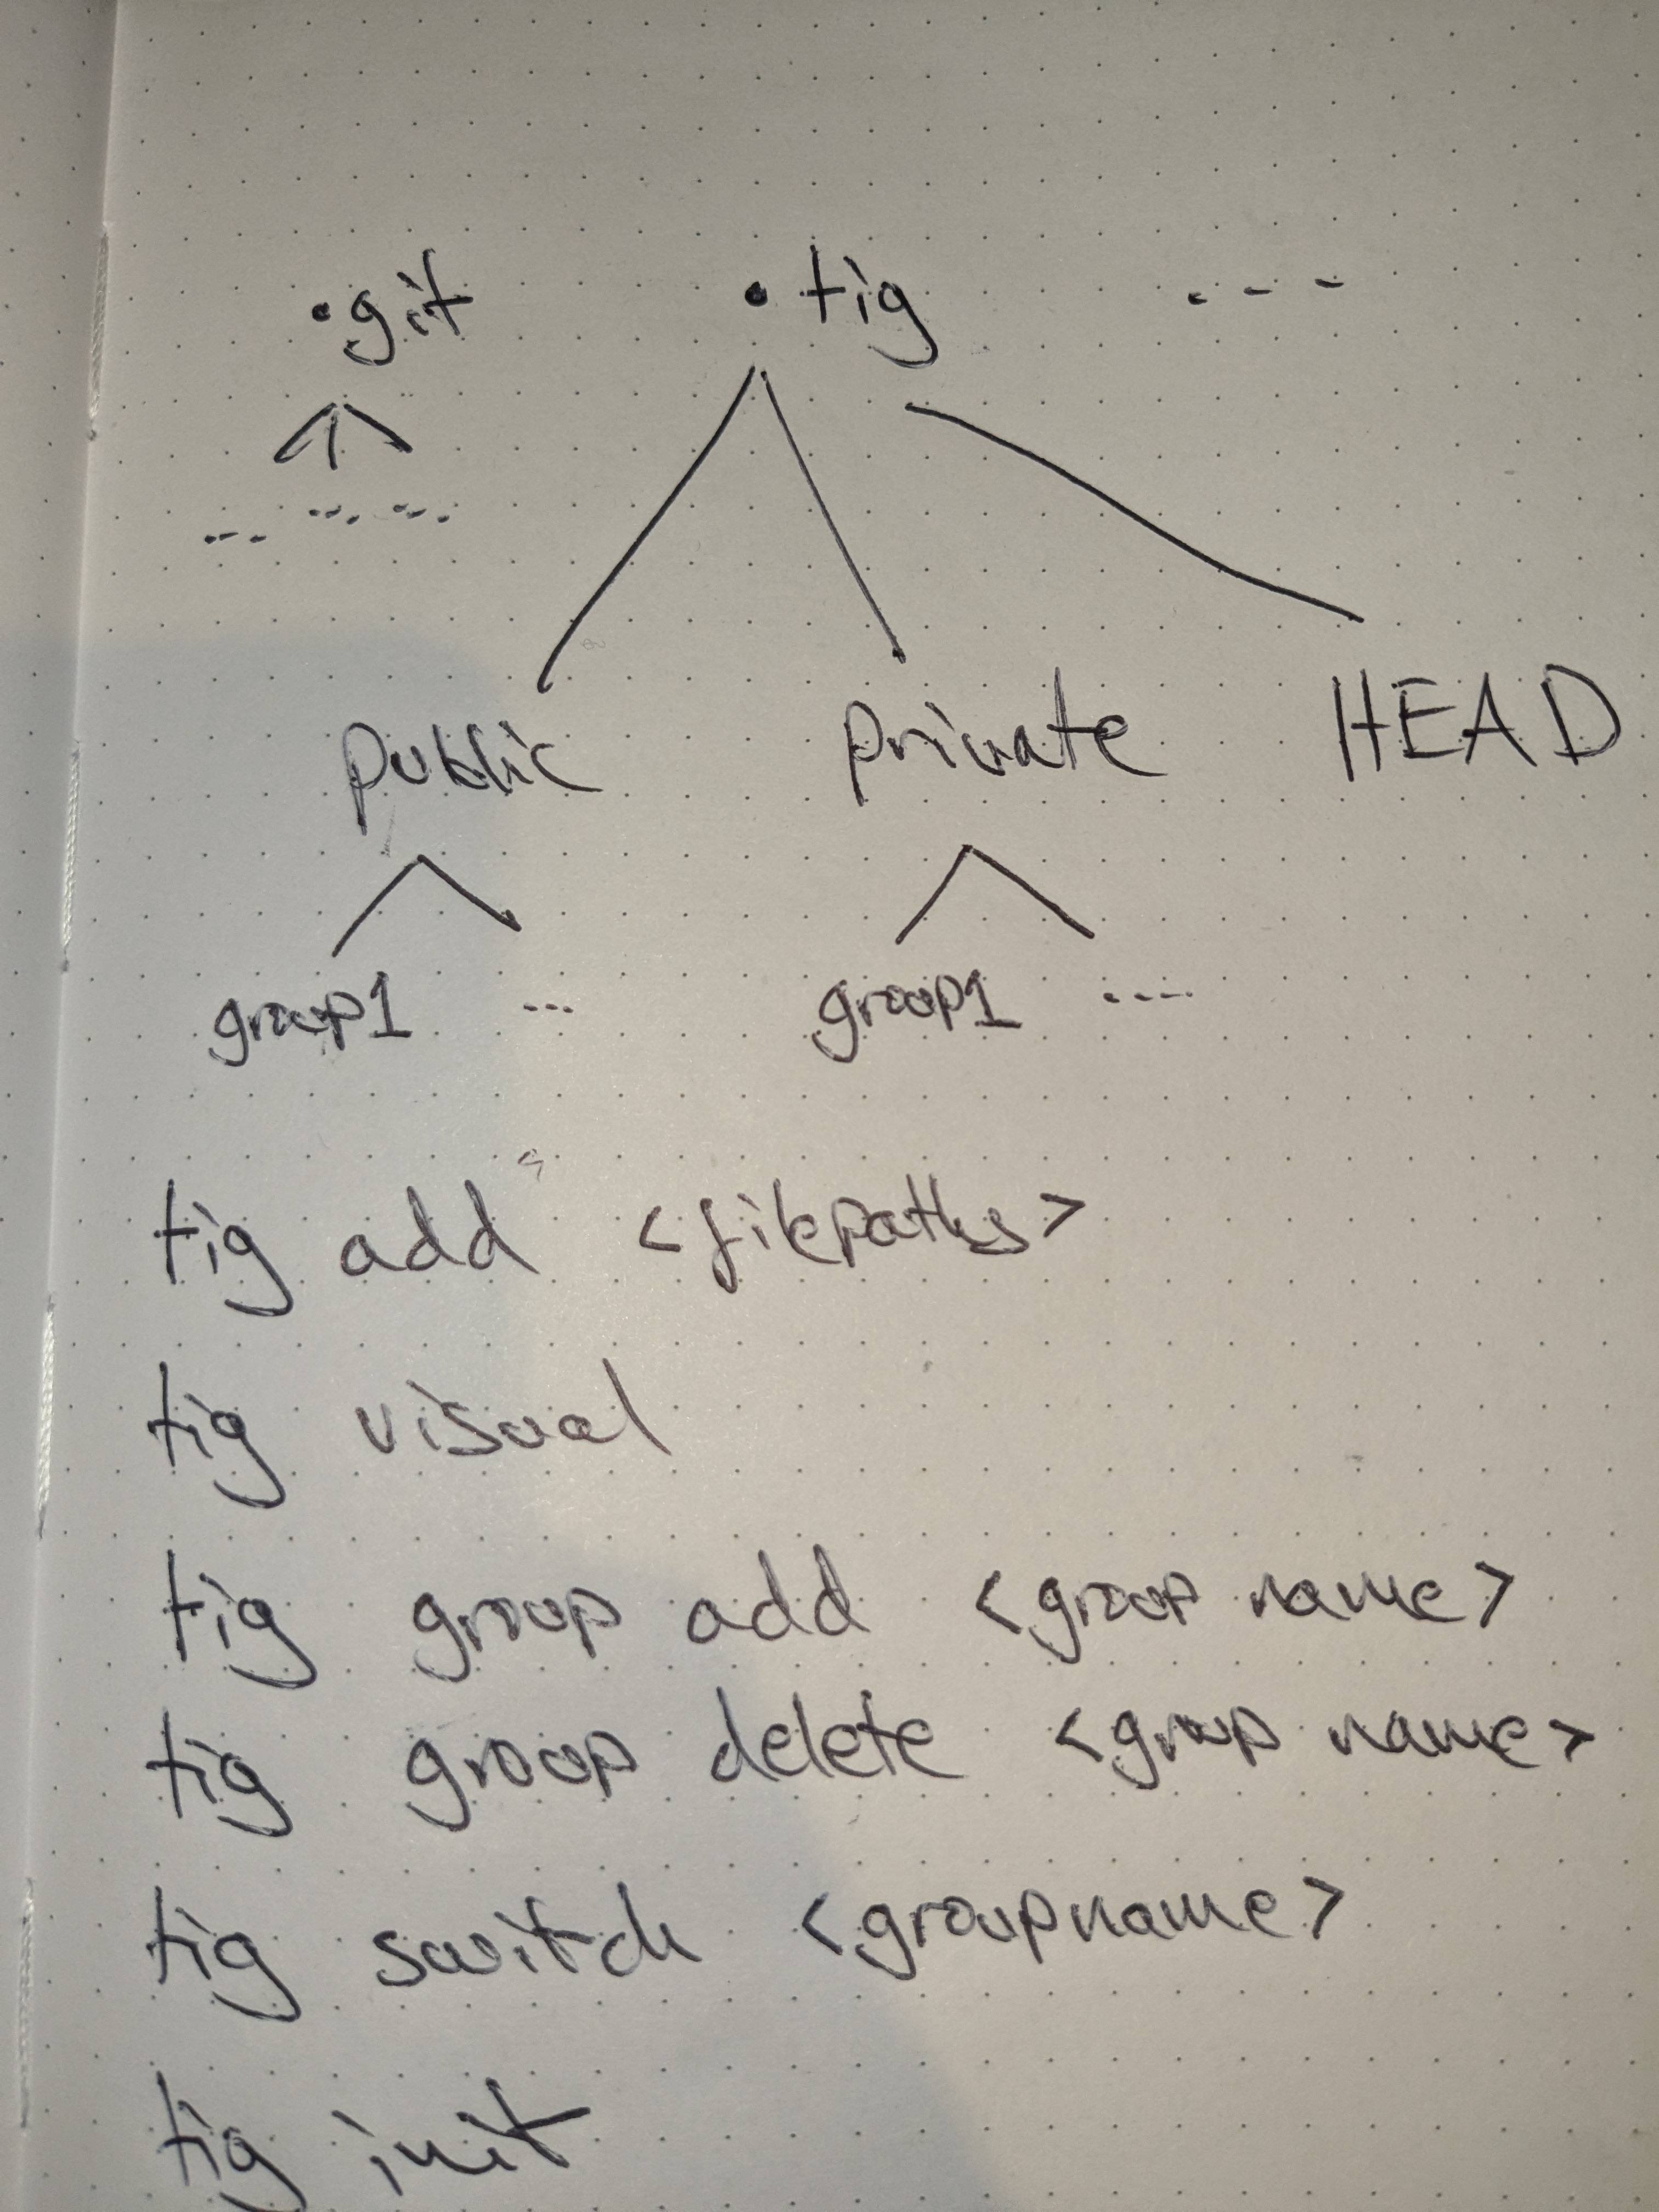 .git .tig ...
... ... ...
public private HEAD
group1 ... group1 ....
tig add <filepaths>
tig visual
tig group add <group name>
tig group delete <group name>
tig switch <groupname>
tig init